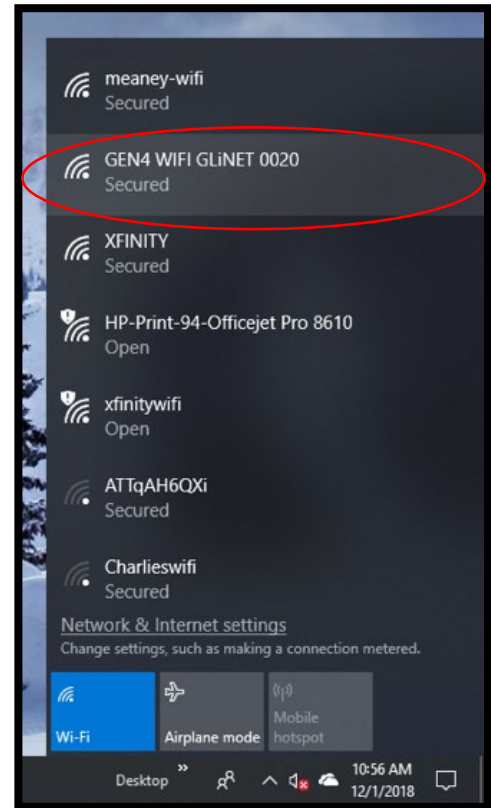 meaney-wifi
Secured
GEN4 WIFI GLiNET 0020
Secured
XFINITY
Secured
HP-Print-94-Officejet Pro 8610
Open
xfinitywifi
Open
ATTqAH6QXi
Secured
Charlieswifi
Secured
Network & Internet settings
Change settings, such as making a connection metered.
Wi-Fi
Airplane mode
Mobile
hotspot
Desktop
10:56 AM
12/1/2018